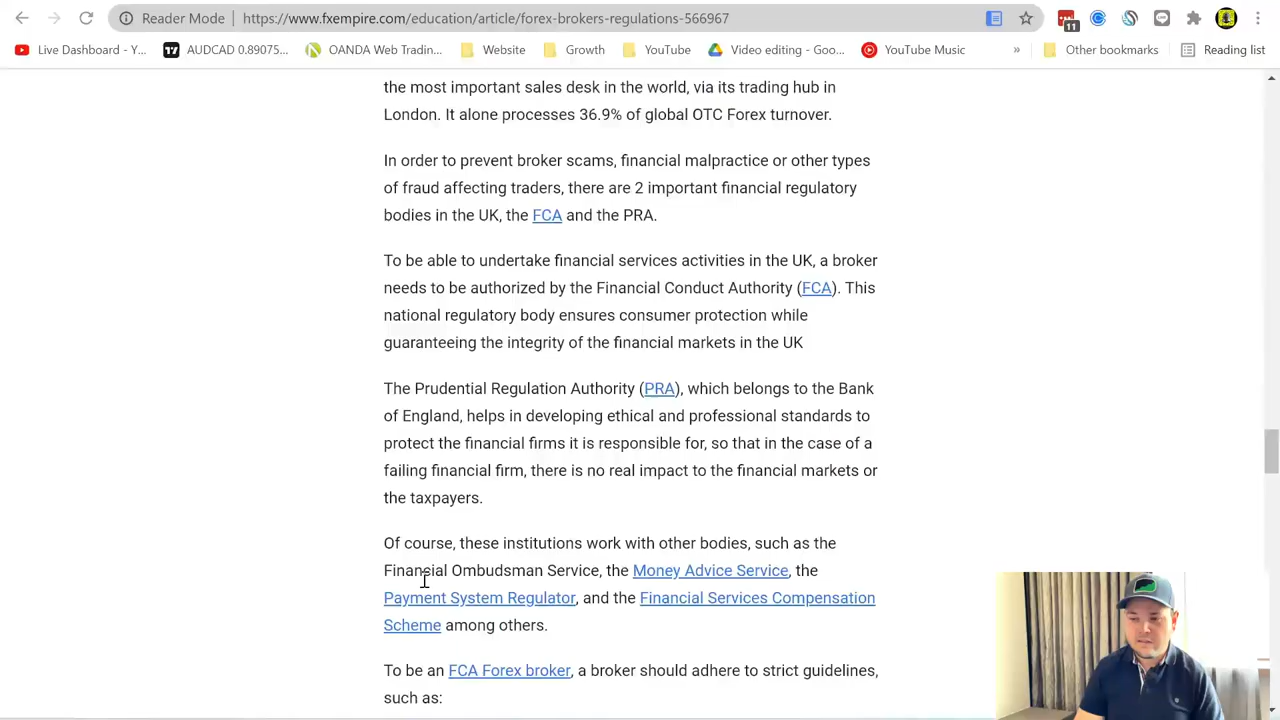 Reader Mode
https://www.fxempire.com/education/article/forex-brokers-regulations-566967
11
Live Dashboard - Y...
AUDCAD 0.89075...
OANDA Web Tradin...
Website
Growth
YouTube
Video editing - Goo...
YouTube Music
»
Other bookmarks
Reading list
the most important sales desk in the world, via its trading hub in
London. It alone processes 36.9% of global OTC Forex turnover.
In order to prevent broker scams, financial malpractice or other types
of fraud affecting traders, there are 2 important financial regulatory
bodies in the UK, the FCA and the PRA.
To be able to undertake financial services activities in the UK, a broker
needs to be authorized by the Financial Conduct Authority (FCA). This
national regulatory body ensures consumer protection while
guaranteeing the integrity of the financial markets in the UK
The Prudential Regulation Authority (PRA), which belongs to the Bank
of England, helps in developing ethical and professional standards to
protect the financial firms it is responsible for, so that in the case of a
failing financial firm, there is no real impact to the financial markets or
the taxpayers.
Of course, these institutions work with other bodies, such as the
Financial Ombudsman Service, the Money Advice Service, the
Payment System Regulator, and the Financial Services Compensation
Scheme among others.
To be an FCA Forex broker, a broker should adhere to strict guidelines,
such as: